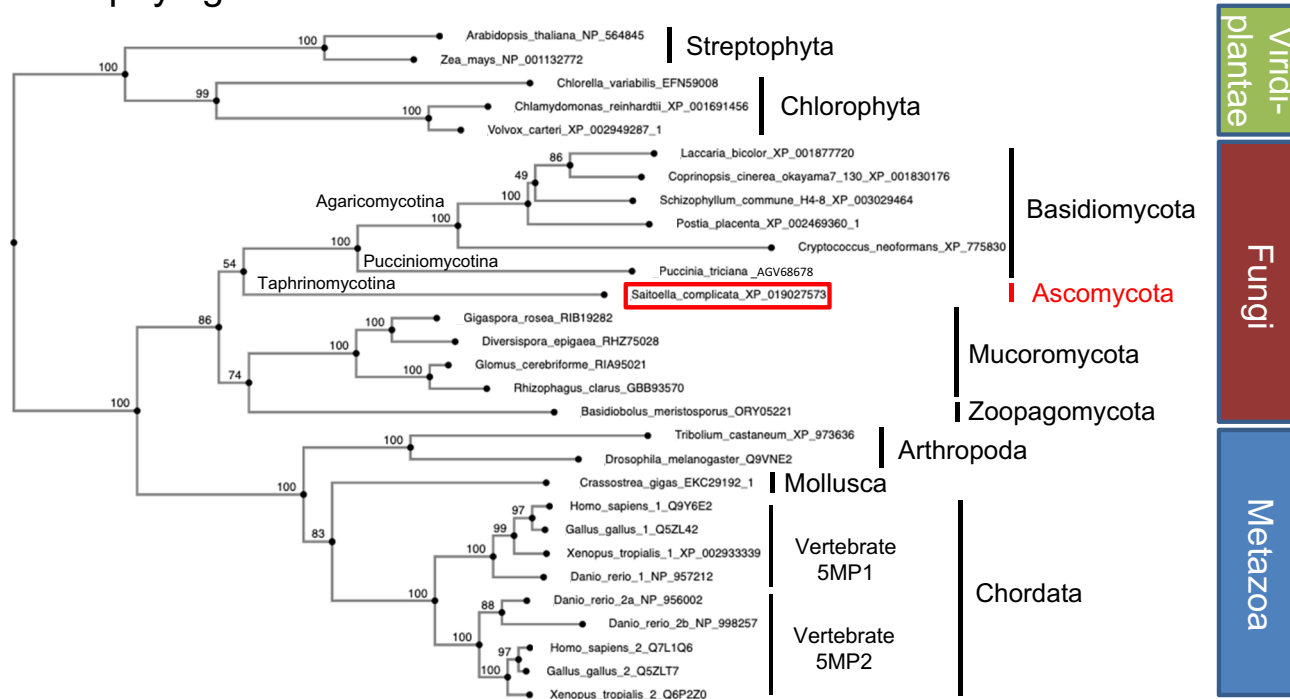 100
Arabidopsis_thaliana_NP_564845
Zea_mays_NP_001132772
Streptophyta
100
99
Chlorella_variabilis_EFN59008
100
Chlamydomonas_reinhardtii_XP_001691456
Volvox_carteri_XP_002949287_1
Chlorophyta
Viridi-
plantae
86
Laccaria_bicolor_XP_001877720
Coprinopsis_cinerea_okayama7_130_XP_001830176
49
Schizophyllum_commune_H4-8_XP_003029464
100
Postia_placenta_XP_002469360_1
Agaricomycotina
100
Cryptococcus_neoformans_XP_775830
Basidiomycota
100
Pucciniomycotina
Puccinia_triciana _AGV68678
54
Taphrinomycotina
Saitoella_complicata_XP_019027573
Ascomycota
Fungi
86
100
Gigaspora_rosea_RIB19282
Diversispora_epigaea_RHZ75028
100
Glomus_cerebriforme_RIA95021
100
Rhizophagus_clarus_GBB93570
Mucoromycota
74
Basidiobolus_meristosporus_ORY05221
Zoopagomycota
100
100
Tribolium_castaneum_XP_973636
Drosophila_melanogaster_Q9VNE2
Arthropoda
100
Crassostrea_gigas_EKC29192_1
Mollusca
83
97
Homo_sapiens_1_Q9Y6E2
Gallus_gallus_1_Q5ZL42
99
Xenopus_tropialis_1_XP_002933339
100
Danio_rerio_1_NP_957212
Vertebrate
5MP1
100
88
Danio_rerio_2a_NP_956002
Danio_rerio_2b_NP_998257
100
97
Homo_sapiens_2_Q7L1Q6
Gallus_gallus_2_Q5ZLT7
100
Xenopus_tropialis_2_Q6P2Z0
Vertebrate
5MP2
Chordata
Metazoa